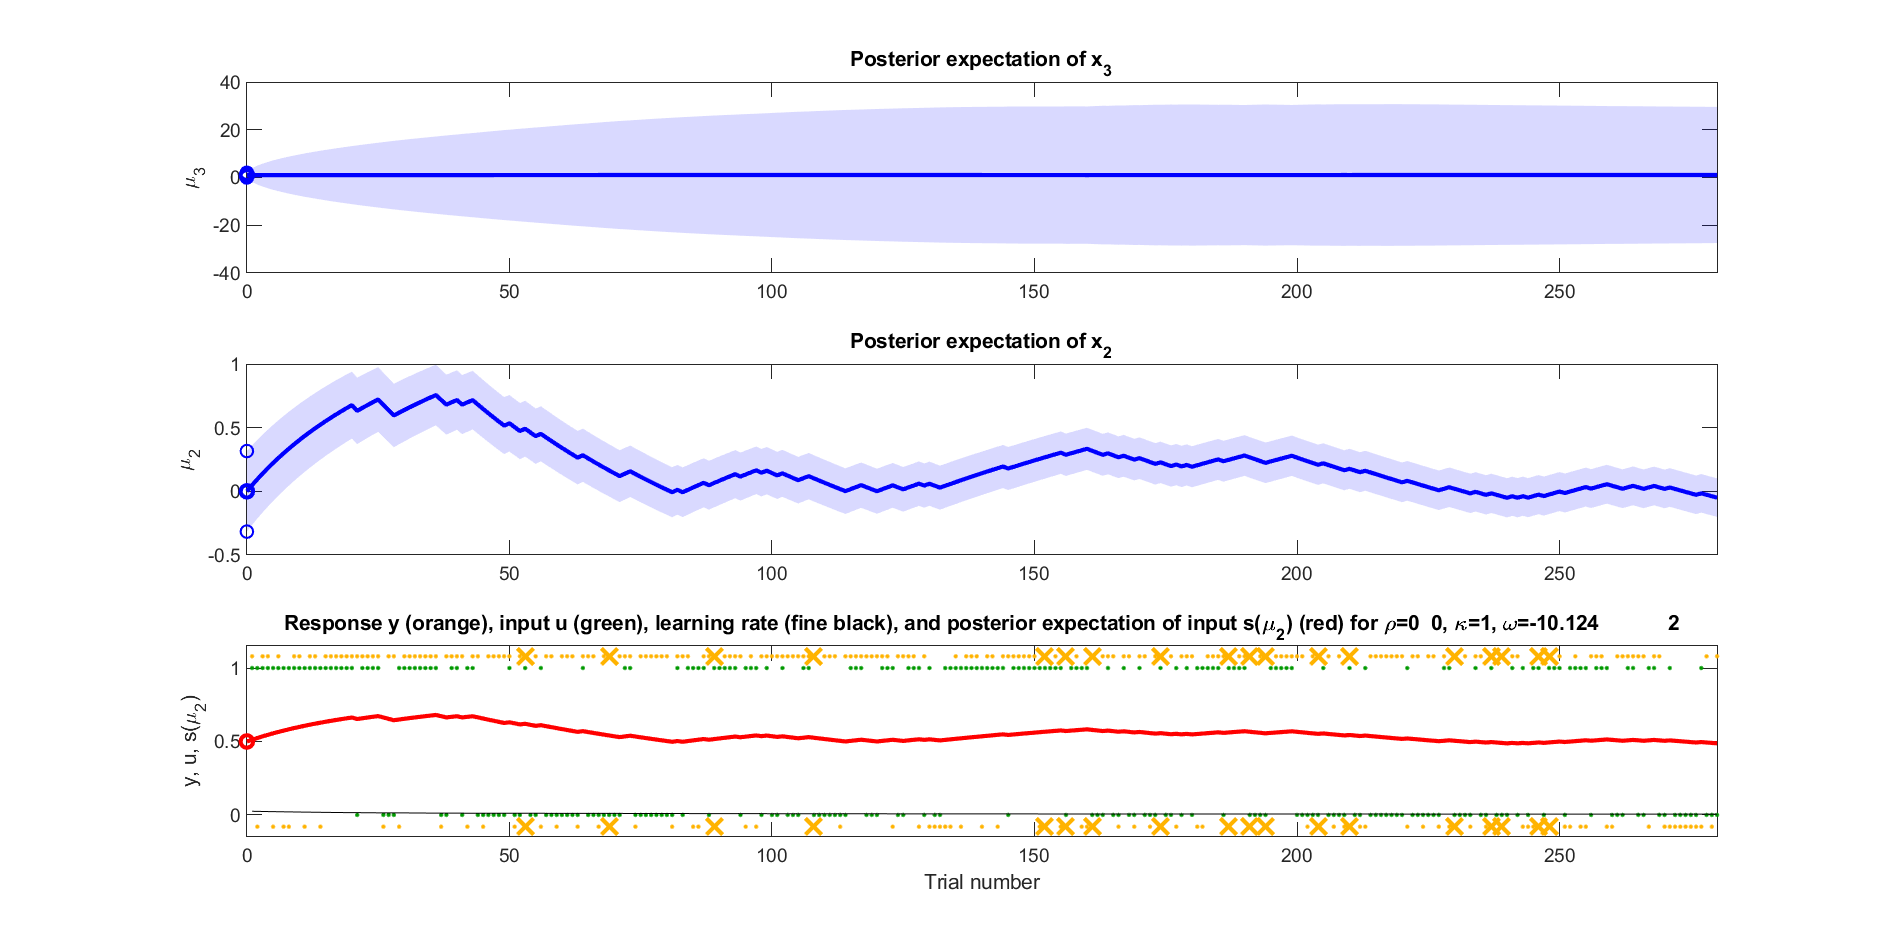 Posterior expectation of x3
40
20
0
-20
-40
μ3
0 50 100 150 200 250
Posterior expectation of x2
1
0.5
0
-0.5
μ2
0 50 100 150 200 250
Response y (orange), input u (green), learning rate (fine black), and posterior expectation of input s(μ2) (red) for ρ=0 0, κ=1, ω=-10.124 2
1
0.5
0
y, u, s(μ2)
0 50 100 150 200 250
Trial number